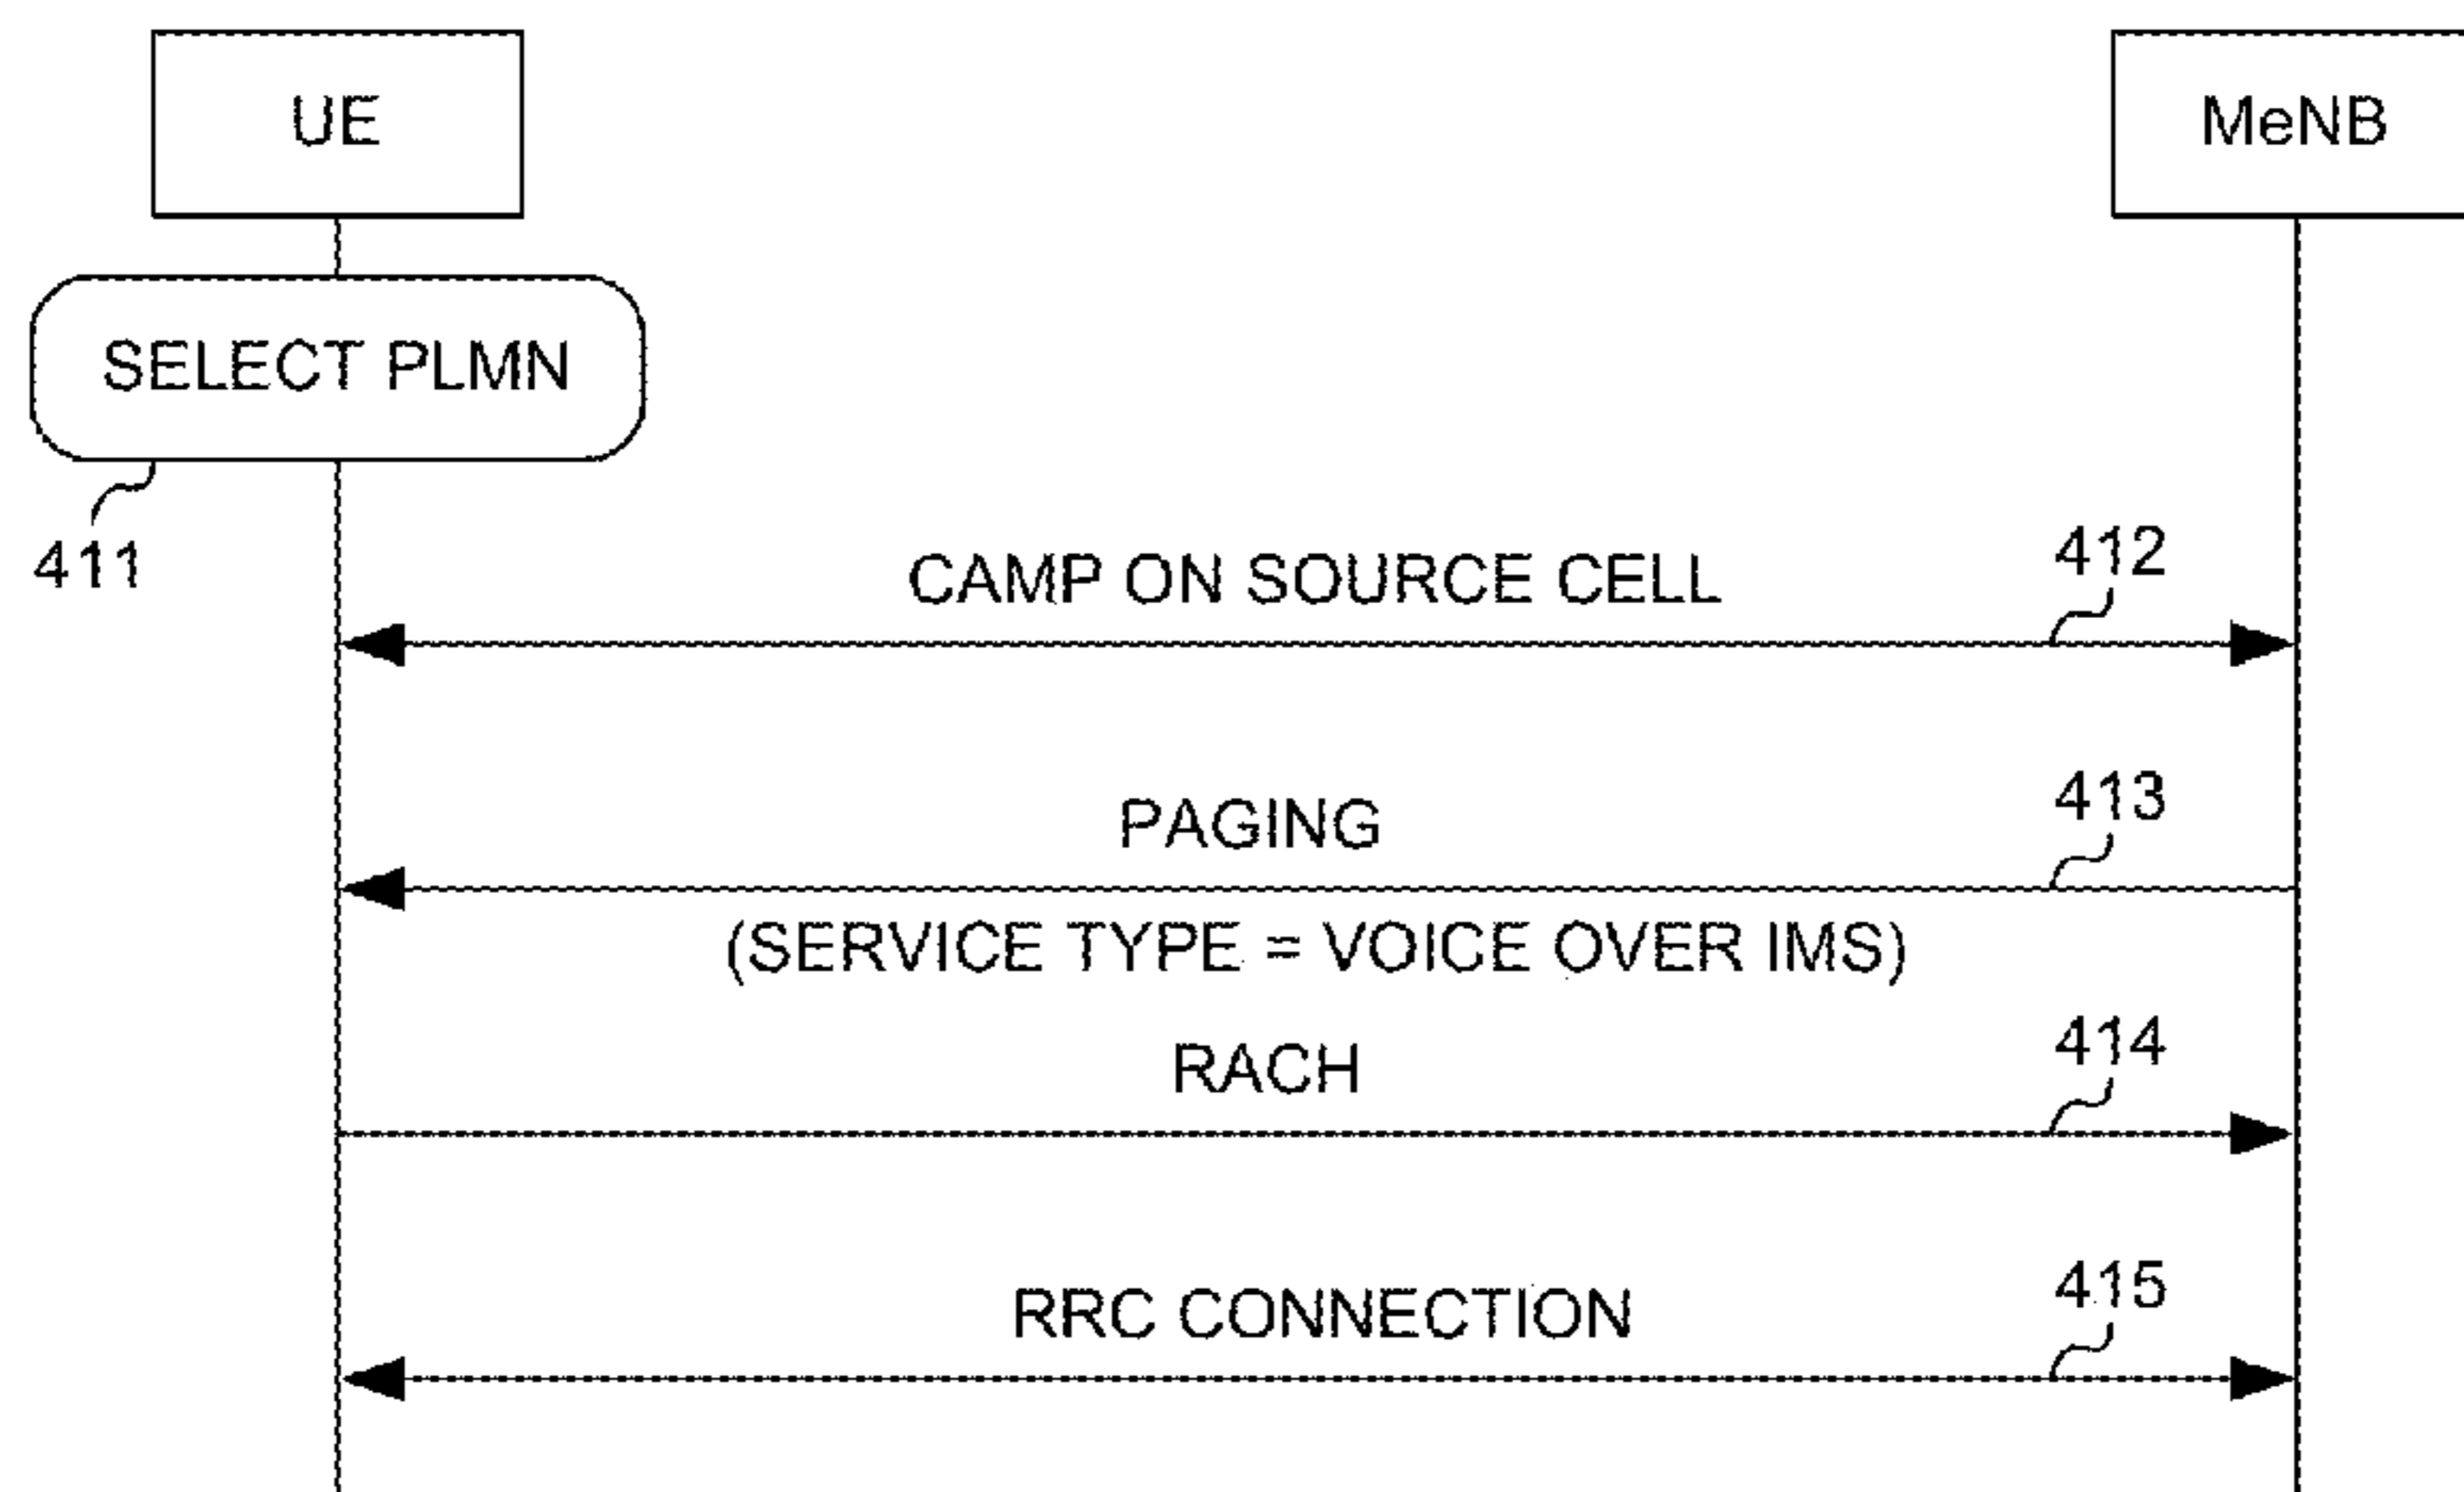 UE
MeNB
SELECT PLMN
411
CAMP ON SOURCE CELL
412
PAGING
413
(SERVICE TYPE = VOICE OVER IMS)
RACH
414
RRC CONNECTION
415